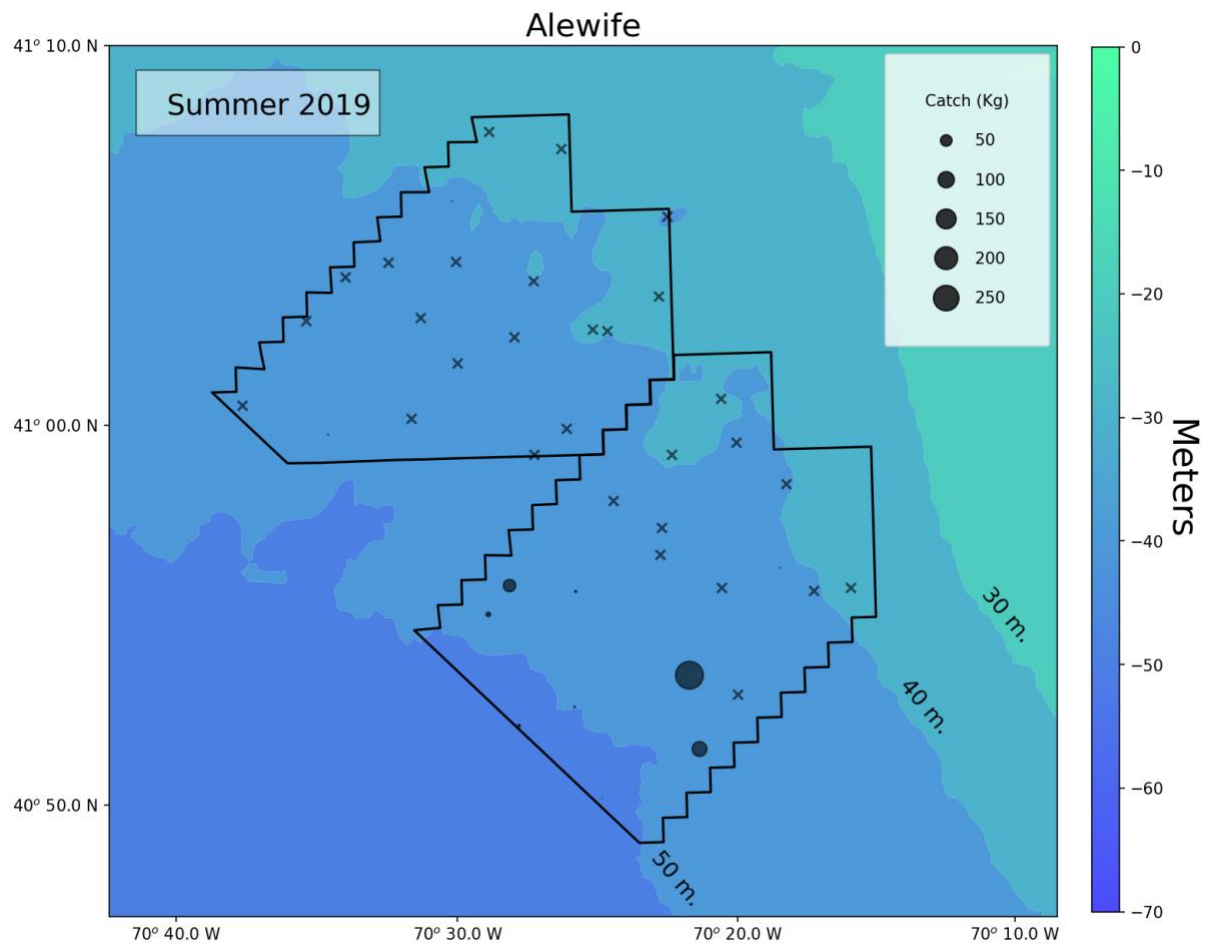 Alewife
Summer 2019
Catch (Kg)
50
100
150
200
250
41° 10.0 N
41° 00.0 N
40° 50.0 N
70° 40.0 W
70° 30.0 W
70° 20.0 W
70° 10.0 W
30 m.
40 m.
50 m.
0
−10
−20
−30
−40
−50
−60
−70
Meters